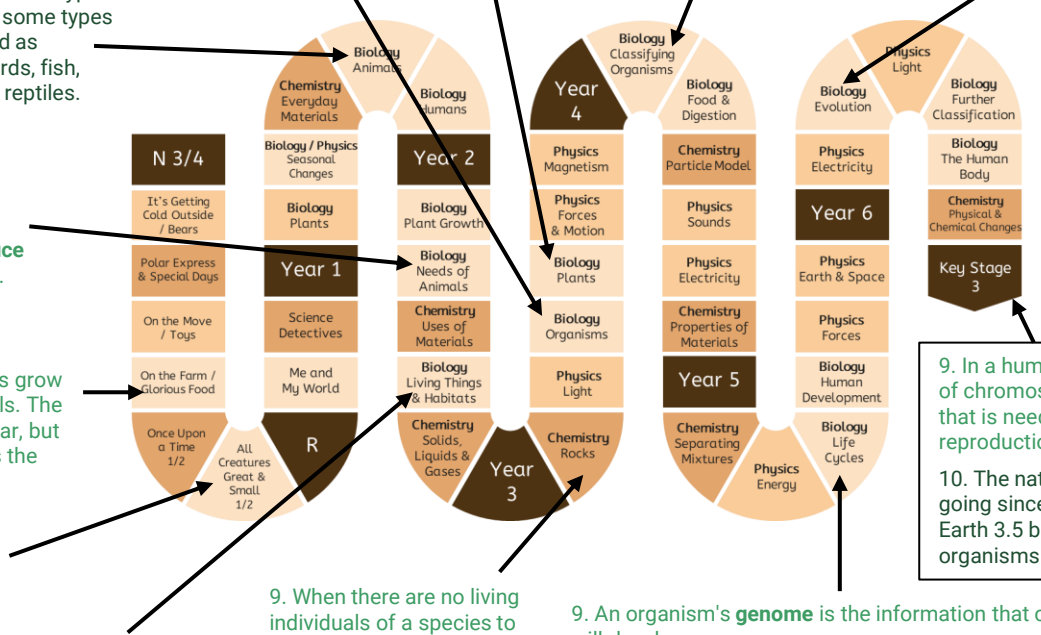 some types
d as
rds, fish,
reptiles.
N 3/4
It's Getting
Cold Outside
/ Bears
Polar Express
& Special Days
On the Move
/ Toys
On the Farm /
Glorious Food
Once Upon
a Time
1/2
All
Creatures
Great &
Small
1/2
R
Me and
My World
Science
Detectives
Year 1
Biology
Plants
Biology / Physics
Seasonal
Changes
Chemistry
Everyday
Materials
Biology
Animals
Biology
Humans
Year 2
Biology
Plant Growth
Biology
Needs of
Animals
Chemistry
Uses of
Materials
Biology
Living Things
& Habitats
Chemistry
Solids,
Liquids &
Gases
Year
3
Chemistry
Rocks
Physics
Light
Biology
Organisms
Biology
Plants
Physics
Forces
& Motion
Physics
Magnetism
Year
4
Biology
Classifying
Organisms
Biology
Food &
Digestion
Chemistry
Particle Model
Physics
Sounds
Physics
Electricity
Chemistry
Properties of
Materials
Year 5
Chemistry
Separating
Mixtures
Physics
Energy
Biology
Life
Cycles
Biology
Human
Development
Physics
Forces
Physics
Earth & Space
Year 6
Physics
Electricity
Biology
Evolution
Physics
Light
Biology
Further
Classification
Biology
The Human
Body
Chemistry
Physical &
Chemical Changes
Key Stage
3
s grow
ls. The
ar, but
s the
9. When there are no living
individuals of a species to
9. An organism's genome is the information that
9. In a hum
of chromos
that is need
reproductio
10. The nat
going since
Earth 3.5 b
organisms